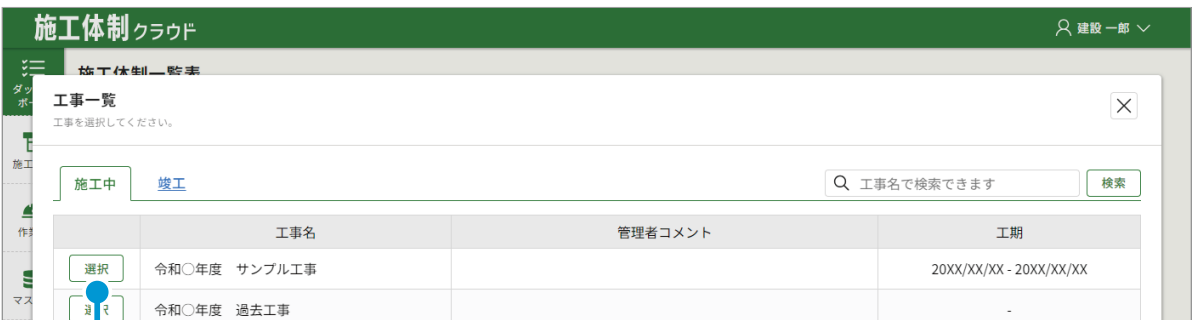 施工体制クラウド
建設 一郎
施工体制一覧表
工事一覧
工事を選択してください。
施工中
竣工
工事名で検索できます
検索
工事名
管理者コメント
工期
選択
令和○年度 サンプル工事
20XX/XX/XX - 20XX/XX/XX
令和○年度 過去工事
-